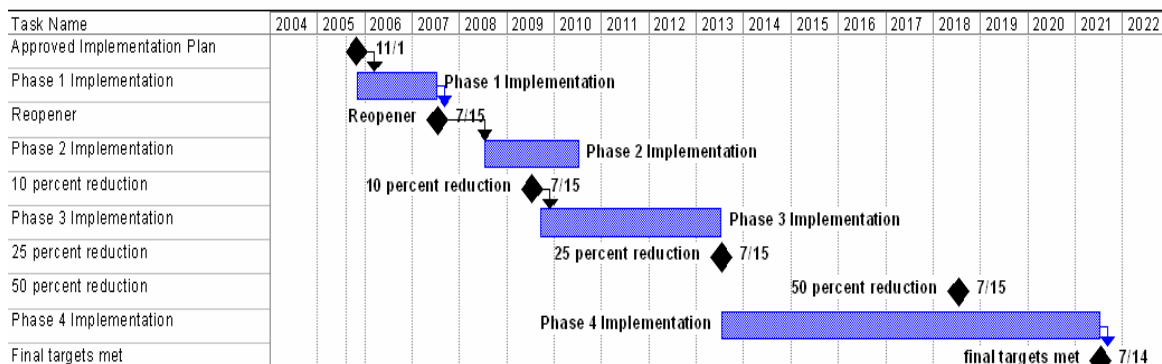 Task Name 2004 2005 2006 2007 2008 2009 2010 2011 2012 2013 2014 2015 2016 2017 2018 2019 2020 2021 2022
Approved Implementation Plan 11/1
Phase 1 Implementation Phase 1 Implementation
Reopener Reopener 7/15
Phase 2 Implementation Phase 2 Implementation
10 percent reduction 10 percent reduction 7/15
Phase 3 Implementation Phase 3 Implementation
25 percent reduction 25 percent reduction 7/15
50 percent reduction 50 percent reduction 7/15
Phase 4 Implementation Phase 4 Implementation
Final targets met final targets met 7/14